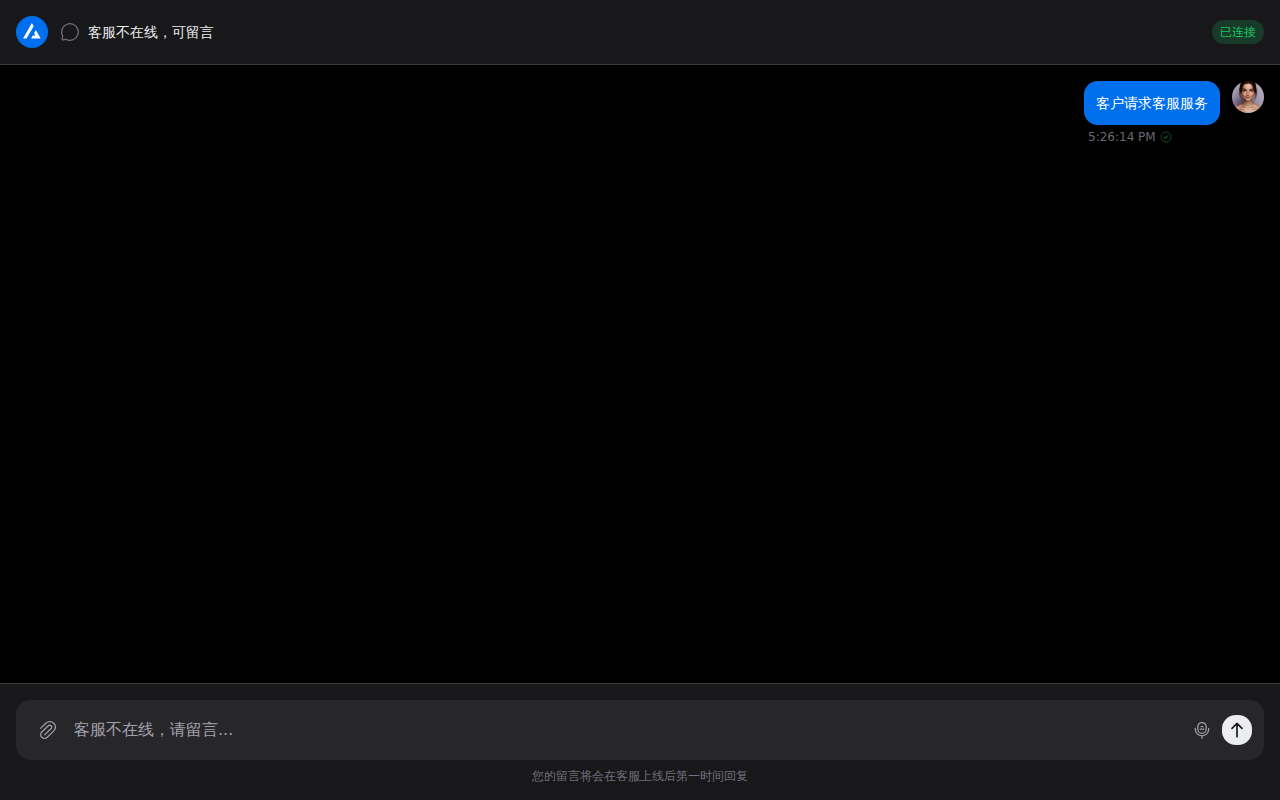 客服不在线，可留言
已连接
客户请求客服服务
5:26:14 PM
客服不在线，请留言...
您的留言将会在客服上线后第一时间回复